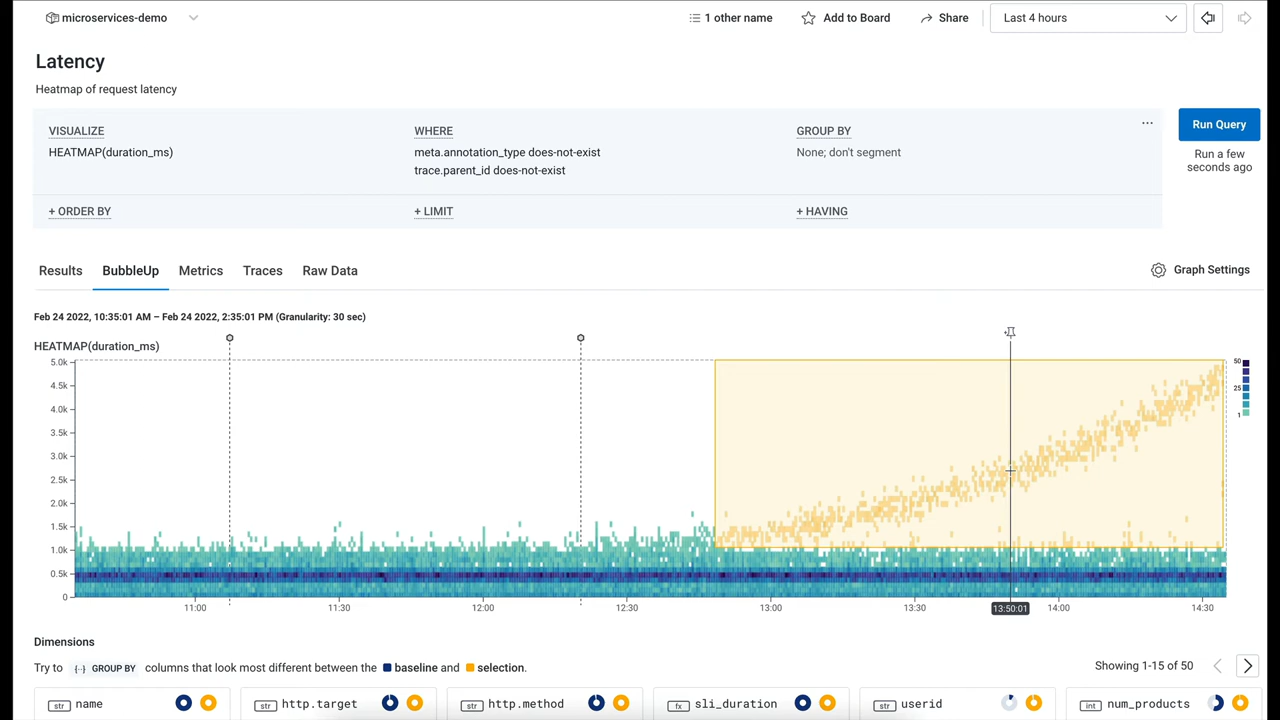 microservices-demo
1 other name
Add to Board
Share
Last 4 hours
Latency
Heatmap of request latency
VISUALIZE
WHERE
GROUP BY
Run Query
HEATMAP(duration_ms)
meta.annotation_type does-not-exist
None; don't segment
trace.parent_id does-not-exist
Run a few
seconds ago
+ ORDER BY
+ LIMIT
+ HAVING
Results
BubbleUp
Metrics
Traces
Raw Data
Graph Settings
Feb 24 2022, 10:35:01 AM – Feb 24 2022, 2:35:01 PM (Granularity: 30 sec)
HEATMAP(duration_ms)
5.0k
4.5k
4.0k
3.5k
3.0k
2.5k
2.0k
1.5k
1.0k
0.5k
0
50
25
1
11:00
11:30
12:00
12:30
13:00
13:30
13:50:01
14:00
14:30
Dimensions
Try to {··} GROUP BY columns that look most different between the baseline and selection.
Showing 1-15 of 50
str name
str http.target
str http.method
fx sli_duration
str userid
int num_products